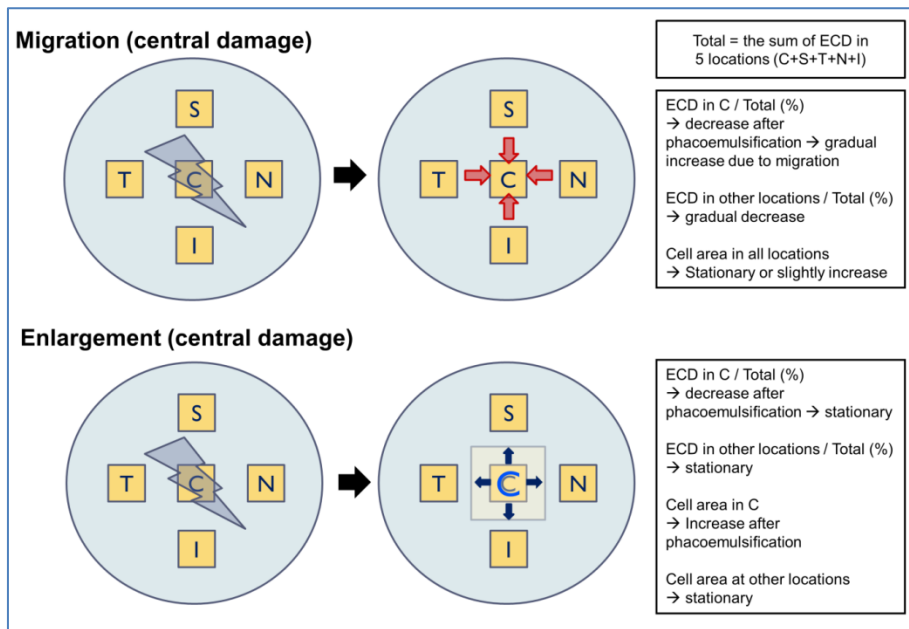 Migration (central damage)
S
T
C
N
I
S
T
C
N
I
Total = the sum of ECD in
5 locations (C+S+T+N+I)
ECD in C / Total (%)
→ decrease after
phacoemulsification → gradual
increase due to migration
ECD in other locations / Total (%)
→ gradual decrease
Cell area in all locations
→ Stationary or slightly increase
Enlargement (central damage)
S
T
C
N
I
S
T
C
N
I
ECD in C / Total (%)
→ decrease after
phacoemulsification → stationary
ECD in other locations / Total (%)
→ stationary
Cell area in C
→ Increase after
phacoemulsification
Cell area at other locations
→ stationary